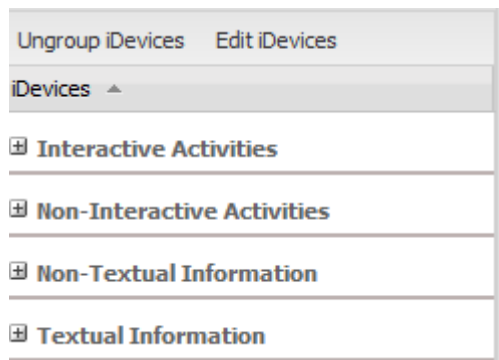 Ungroup iDevices Edit iDevices
iDevices
Interactive Activities
Non-Interactive Activities
Non-Textual Information
Textual Information